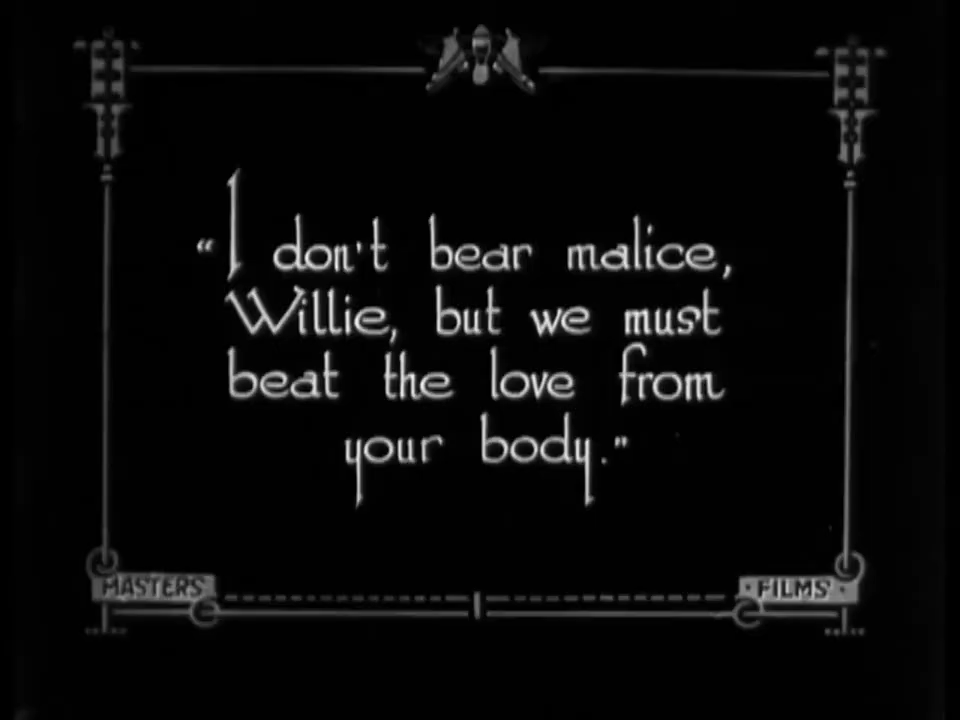 “I don't bear malice,
Willie, but we must
beat the love from
your body.”
MASTERS
FILMS